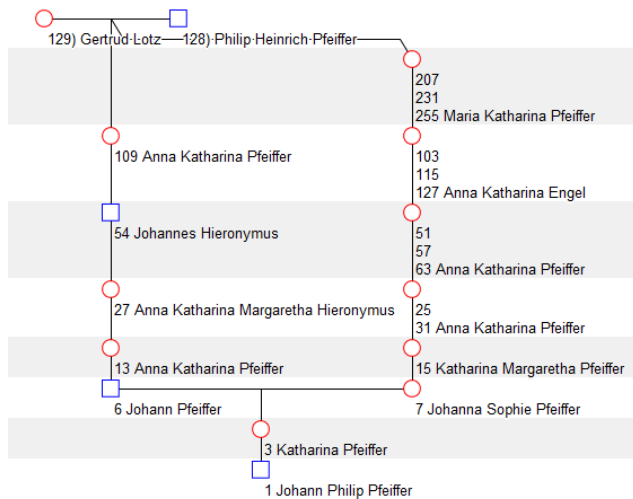 129) Gertrud Lotz 128) Philip Heinrich Pfeiffer
207
231
255 Maria Katharina Pfeiffer
109 Anna Katharina Pfeiffer
103
115
127 Anna Katharina Engel
54 Johannes Hieronymus
51
57
63 Anna Katharina Pfeiffer
27 Anna Katharina Margaretha Hieronymus
25
31 Anna Katharina Pfeiffer
13 Anna Katharina Pfeiffer
15 Katharina Margaretha Pfeiffer
6 Johann Pfeiffer
7 Johanna Sophie Pfeiffer
3 Katharina Pfeiffer
1 Johann Philip Pfeiffer